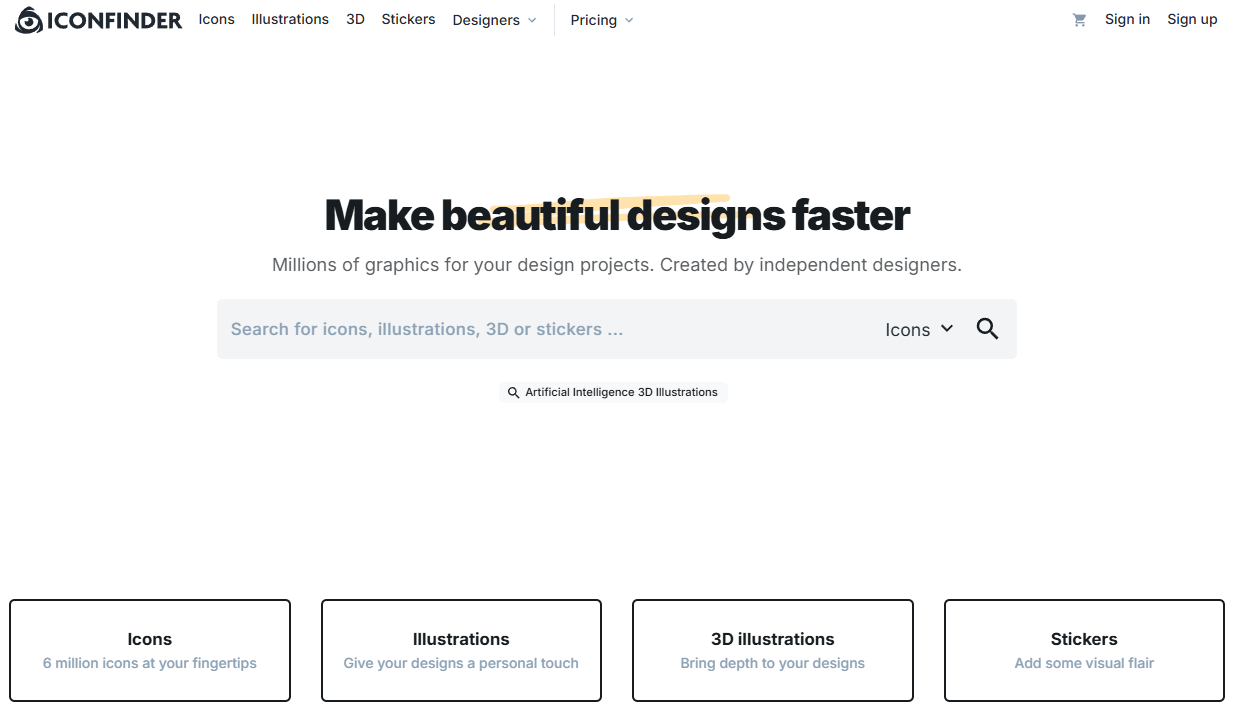 ICONFINDER Icons Illustrations 3D Stickers Designers Pricing Sign in Sign up
Make beautiful designs faster
Millions of graphics for your design projects. Created by independent designers.
Search for icons, illustrations, 3D or stickers ... Icons
Artificial Intelligence 3D Illustrations
Icons
6 million icons at your fingertips
Illustrations
Give your designs a personal touch
3D illustrations
Bring depth to your designs
Stickers
Add some visual flair